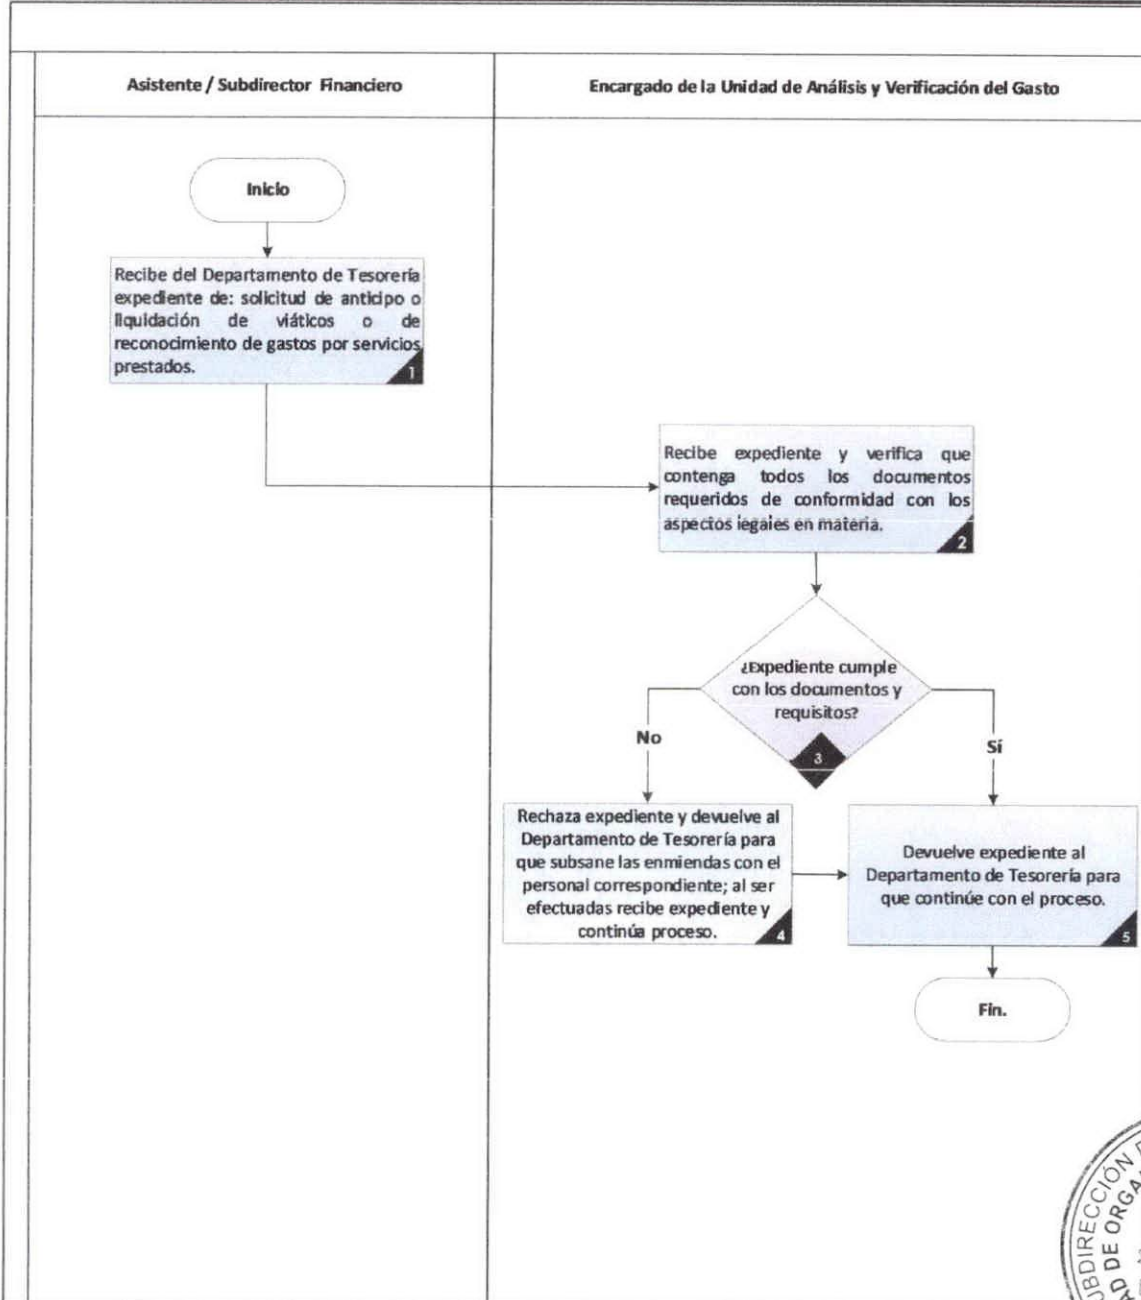 Asistente / Subdirector Financiero
Encargado de la Unidad de Análisis y Verificación del Gasto
Inicio
Recibe del Departamento de Tesorería
expediente de: solicitud de anticipo o
liquidación de viáticos o de
reconocimiento de gastos por servicios
prestados.
1
Recibe expediente y verifica que
contenga todos los documentos
requeridos de conformidad con los
aspectos legales en materia.
2
¿Expediente cumple
con los documentos y
requisitos?
3
No
Sí
Rechaza expediente y devuelve al
Departamento de Tesorería para
que subsane las enmiendas con el
personal correspondiente; al ser
efectuadas recibe expediente y
continúa proceso.
4
Devuelve expediente al
Departamento de Tesorería para
que continúe con el proceso.
5
Fin.
UBDIRECCIÓN
AD DE ORGA